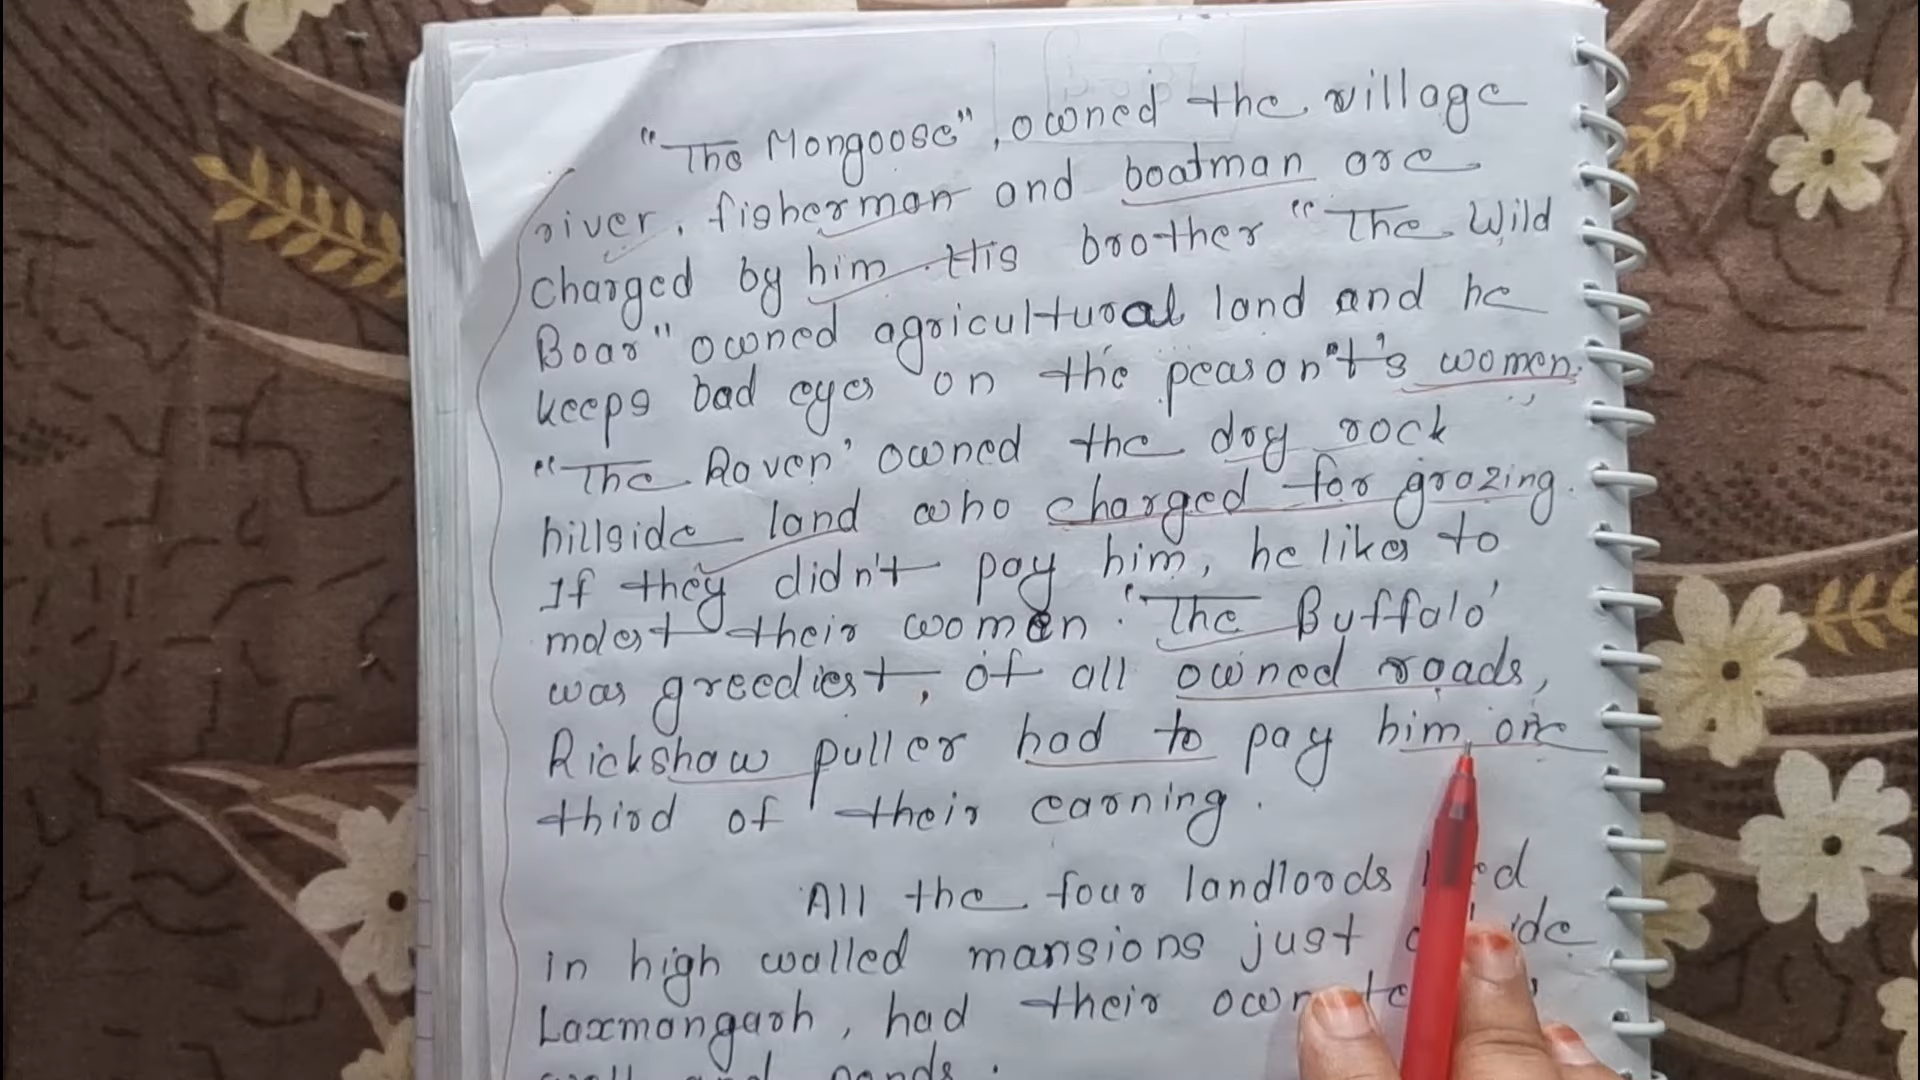 "The Mongoose", owned the village
river, fisherman and boatman are
charged by him. His brother "The Wild
Boar" owned agricultural land and he
keeps bad eyes on the peasant's women.
"The Raven' owned the dry rock
hillside land who charged for grazing.
If they didn't pay him, he likes to
molest their women. 'The Buffalo'
was greediest, of all owned roads,
Rickshaw puller had to pay him one
third of their earning.
All the four landlords
in high walled mansions just
Laxmangarh, had their own
well and ponds.